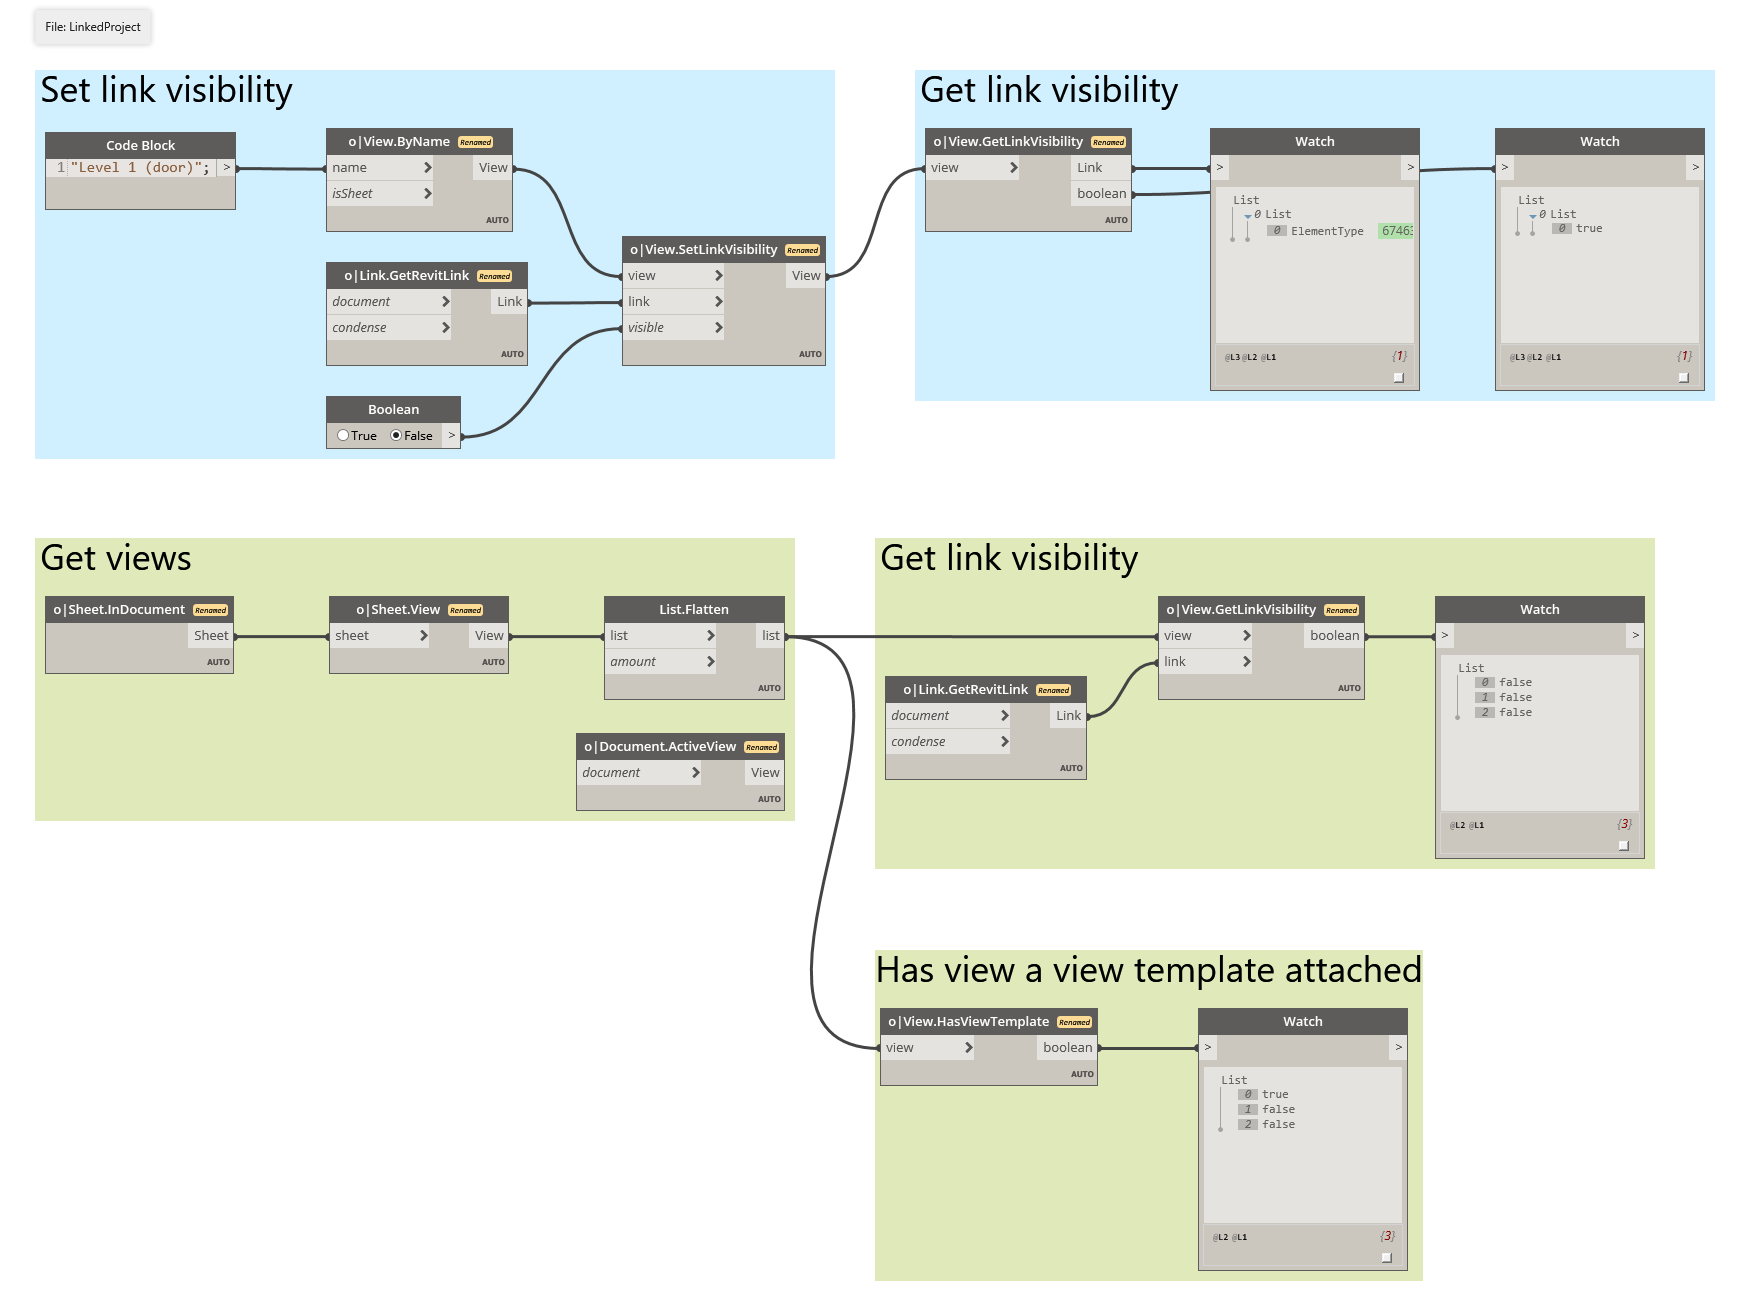 File: LinkedProject
Set link visibility
Code Block
1 "Level 1 (door)"; >
o|View.ByName Renamed
name > View
isSheet >
AUTO
o|Link.GetRevitLink Renamed
document > Link
condense >
AUTO
Boolean
True False >
o|View.SetLinkVisibility Renamed
view > View
link >
visible >
AUTO
Get link visibility
o|View.GetLinkVisibility Renamed
view > Link
boolean
AUTO
Watch
> >
List
0 List
0 ElementType
@L3 @L2 @L1 {1}
Watch
> >
List
0 List
0 true
@L3 @L2 @L1 {1}
Get views
o|Sheet.InDocument Renamed
Sheet
AUTO
o|Sheet.View Renamed
sheet > View
AUTO
List.Flatten
list > list
amount >
AUTO
o|Document.ActiveView Renamed
document > View
AUTO
Get link visibility
o|Link.GetRevitLink Renamed
document > Link
condense >
AUTO
o|View.GetLinkVisibility Renamed
view > boolean
link >
AUTO
Watch
> >
List
0 false
1 false
2 false
@L2 @L1 {3}
Has view a view template attached
o|View.HasViewTemplate Renamed
view > boolean
AUTO
Watch
> >
List
0 true
1 false
2 false
@L2 @L1 {3}